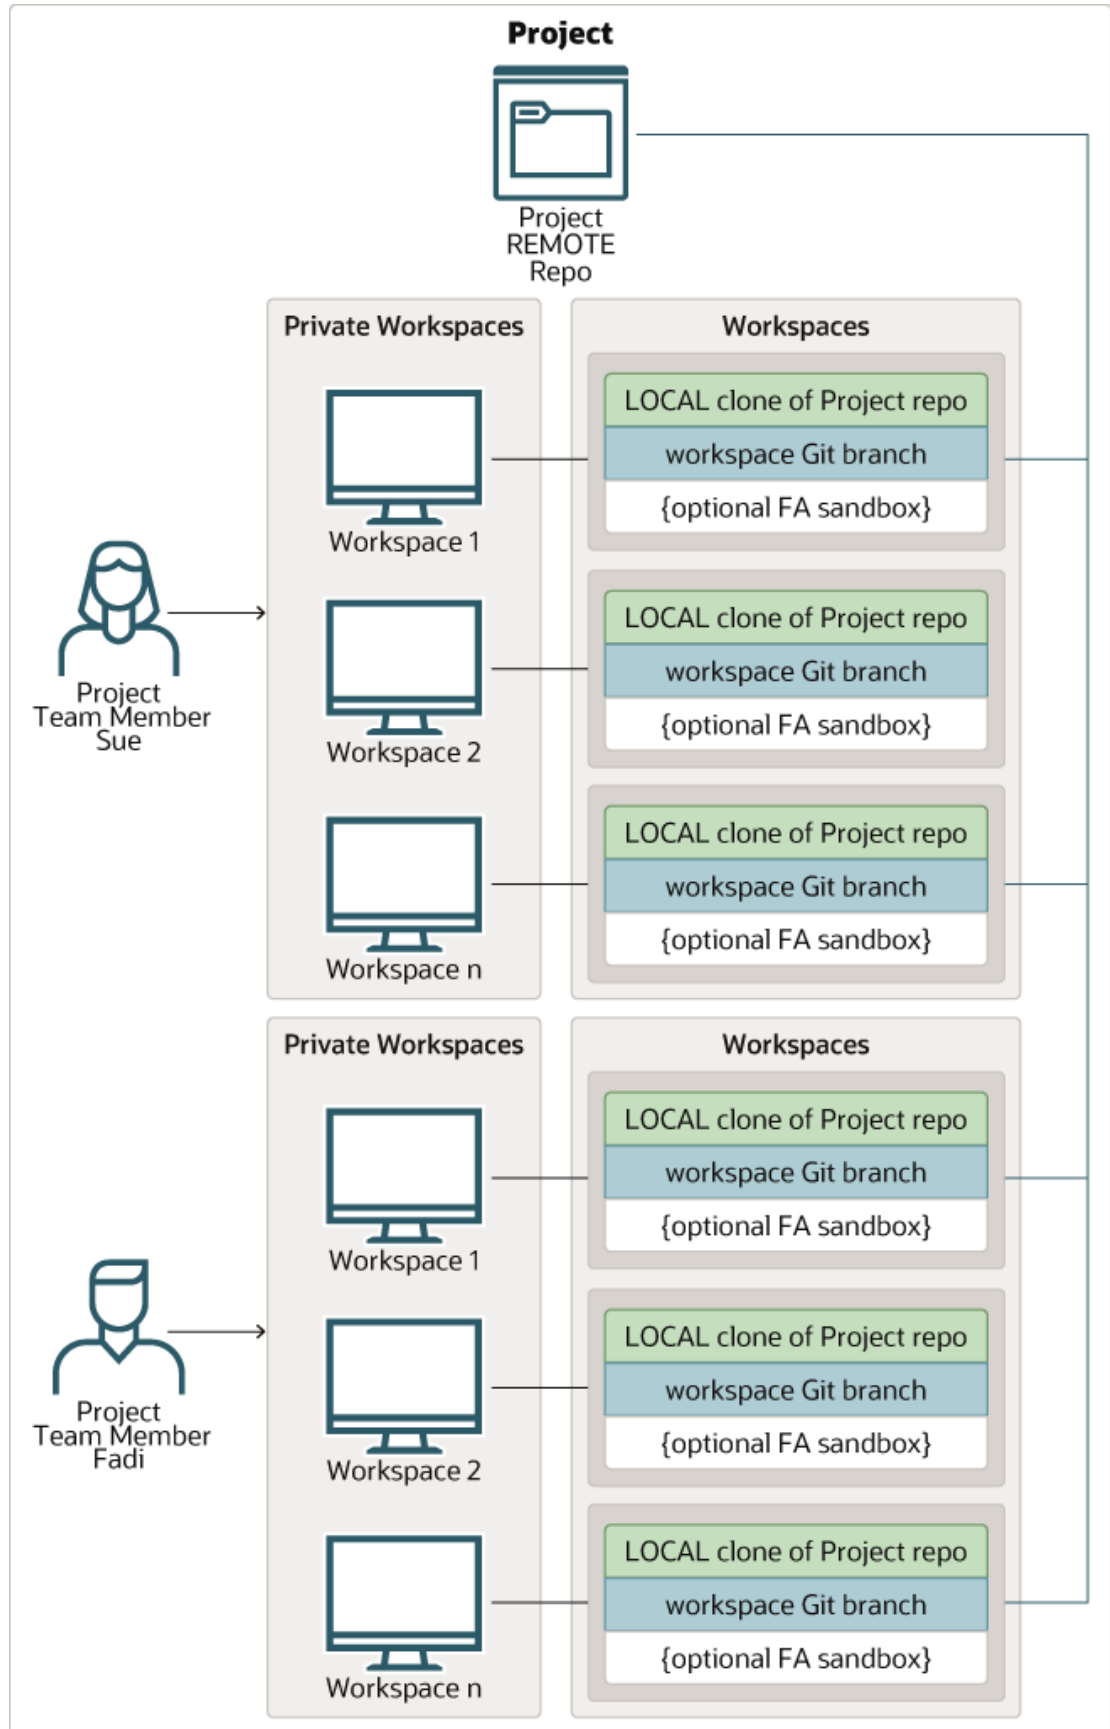 Project
Project
REMOTE
Repo
Private Workspaces
Workspaces
LOCAL clone of Project repo
workspace Git branch
{optional FA sandbox}
Workspace 1
LOCAL clone of Project repo
workspace Git branch
{optional FA sandbox}
Workspace 2
Project
Team Member
Sue
LOCAL clone of Project repo
workspace Git branch
{optional FA sandbox}
Workspace n
Private Workspaces
Workspaces
LOCAL clone of Project repo
workspace Git branch
{optional FA sandbox}
Workspace 1
LOCAL clone of Project repo
workspace Git branch
{optional FA sandbox}
Workspace 2
Project
Team Member
Fadi
LOCAL clone of Project repo
workspace Git branch
{optional FA sandbox}
Workspace n